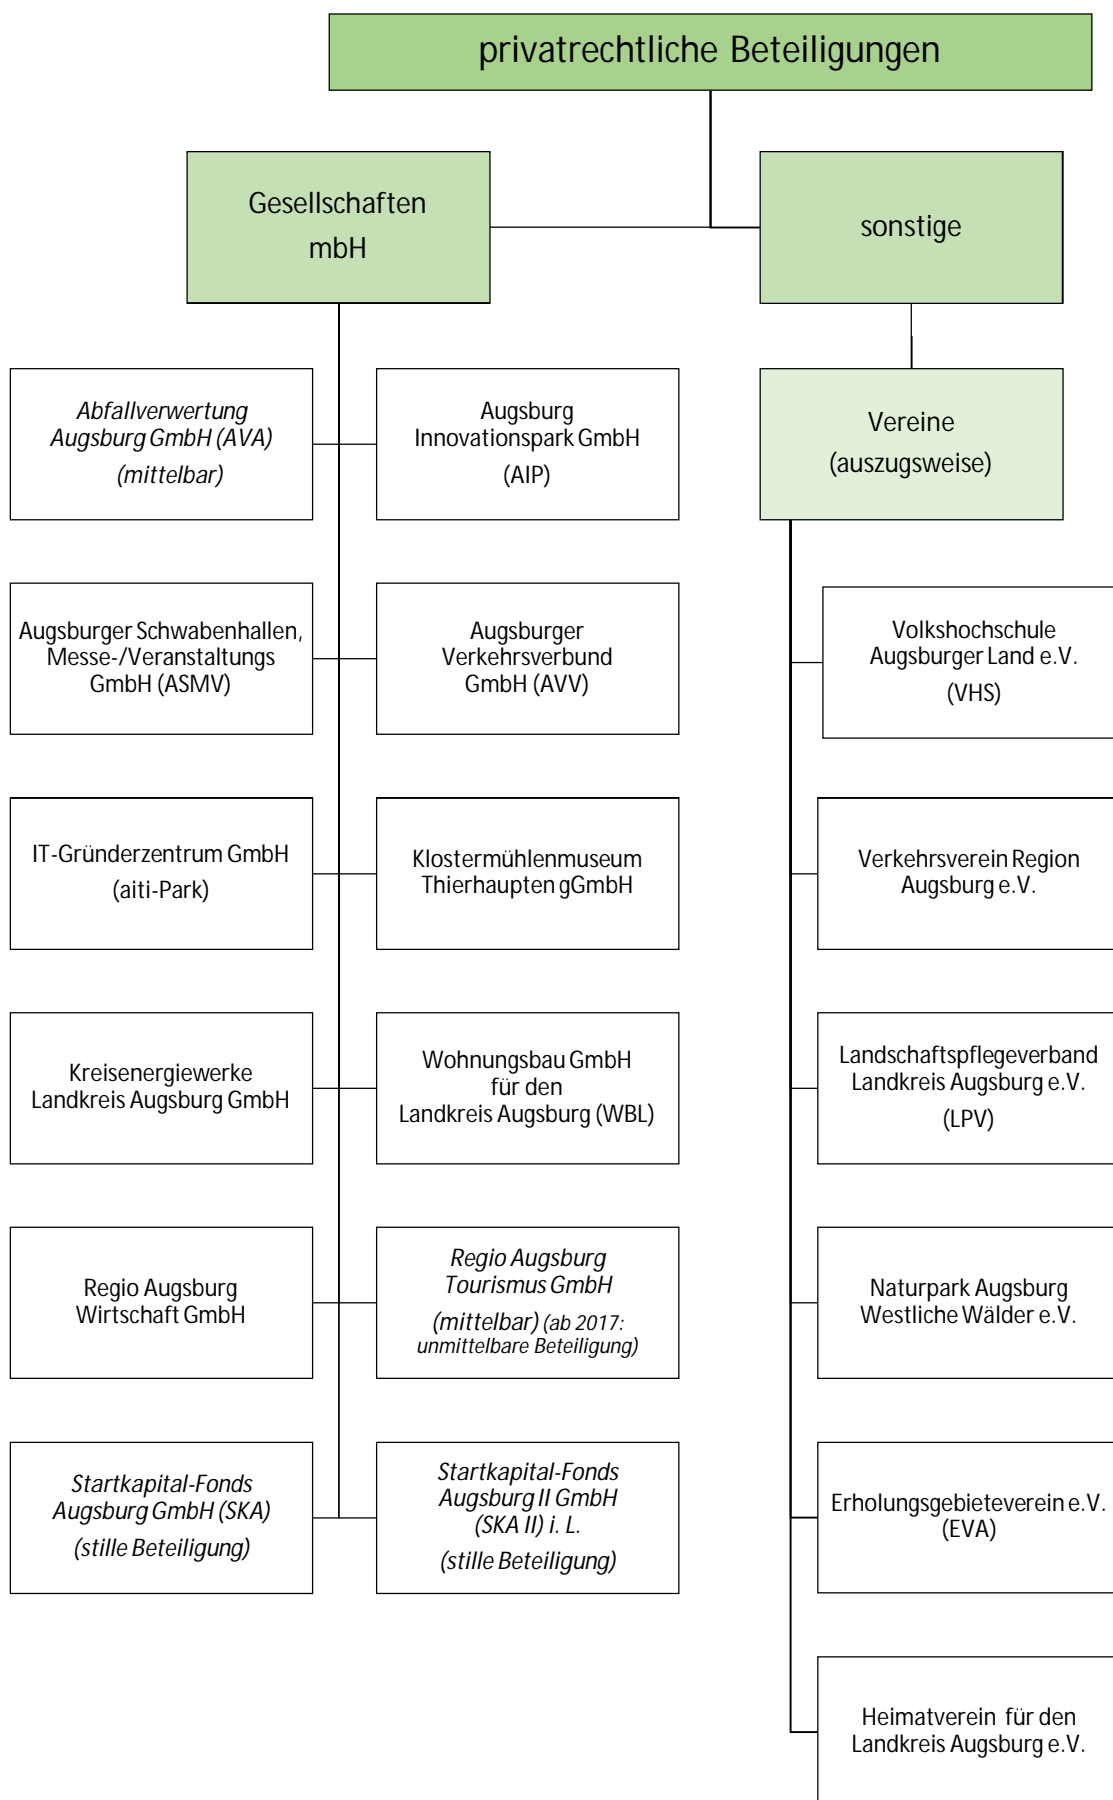 privatrechtliche Beteiligungen
Gesellschaften
mbH
sonstige
Abfallverwertung
Augsburg GmbH (AVA)
(mittelbar)
Augsburg
Innovationspark GmbH
(AIP)
Vereine
(auszugsweise)
Augsburger Schwabenhallen,
Messe-/Veranstaltungs
GmbH (ASMV)
Augsburger
Verkehrsverbund
GmbH (AVV)
Volkshochschule
Augsburger Land e.V.
(VHS)
IT-Gründerzentrum GmbH
(aiti-Park)
Klostermühlenmuseum
Thierhaupten gGmbH
Verkehrsverein Region
Augsburg e.V.
Kreisenergiewerke
Landkreis Augsburg GmbH
Wohnungsbau GmbH
für den
Landkreis Augsburg (WBL)
Landschaftspflegeverband
Landkreis Augsburg e.V.
(LPV)
Regio Augsburg
Wirtschaft GmbH
Regio Augsburg
Tourismus GmbH
(mittelbar) (ab 2017:
unmittelbare Beteiligung)
Naturpark Augsburg
Westliche Wälder e.V.
Startkapital-Fonds
Augsburg GmbH (SKA)
(stille Beteiligung)
Startkapital-Fonds
Augsburg II GmbH
(SKA II) i. L.
(stille Beteiligung)
Erholungsgebieteverein e.V.
(EVA)
Heimatverein für den
Landkreis Augsburg e.V.